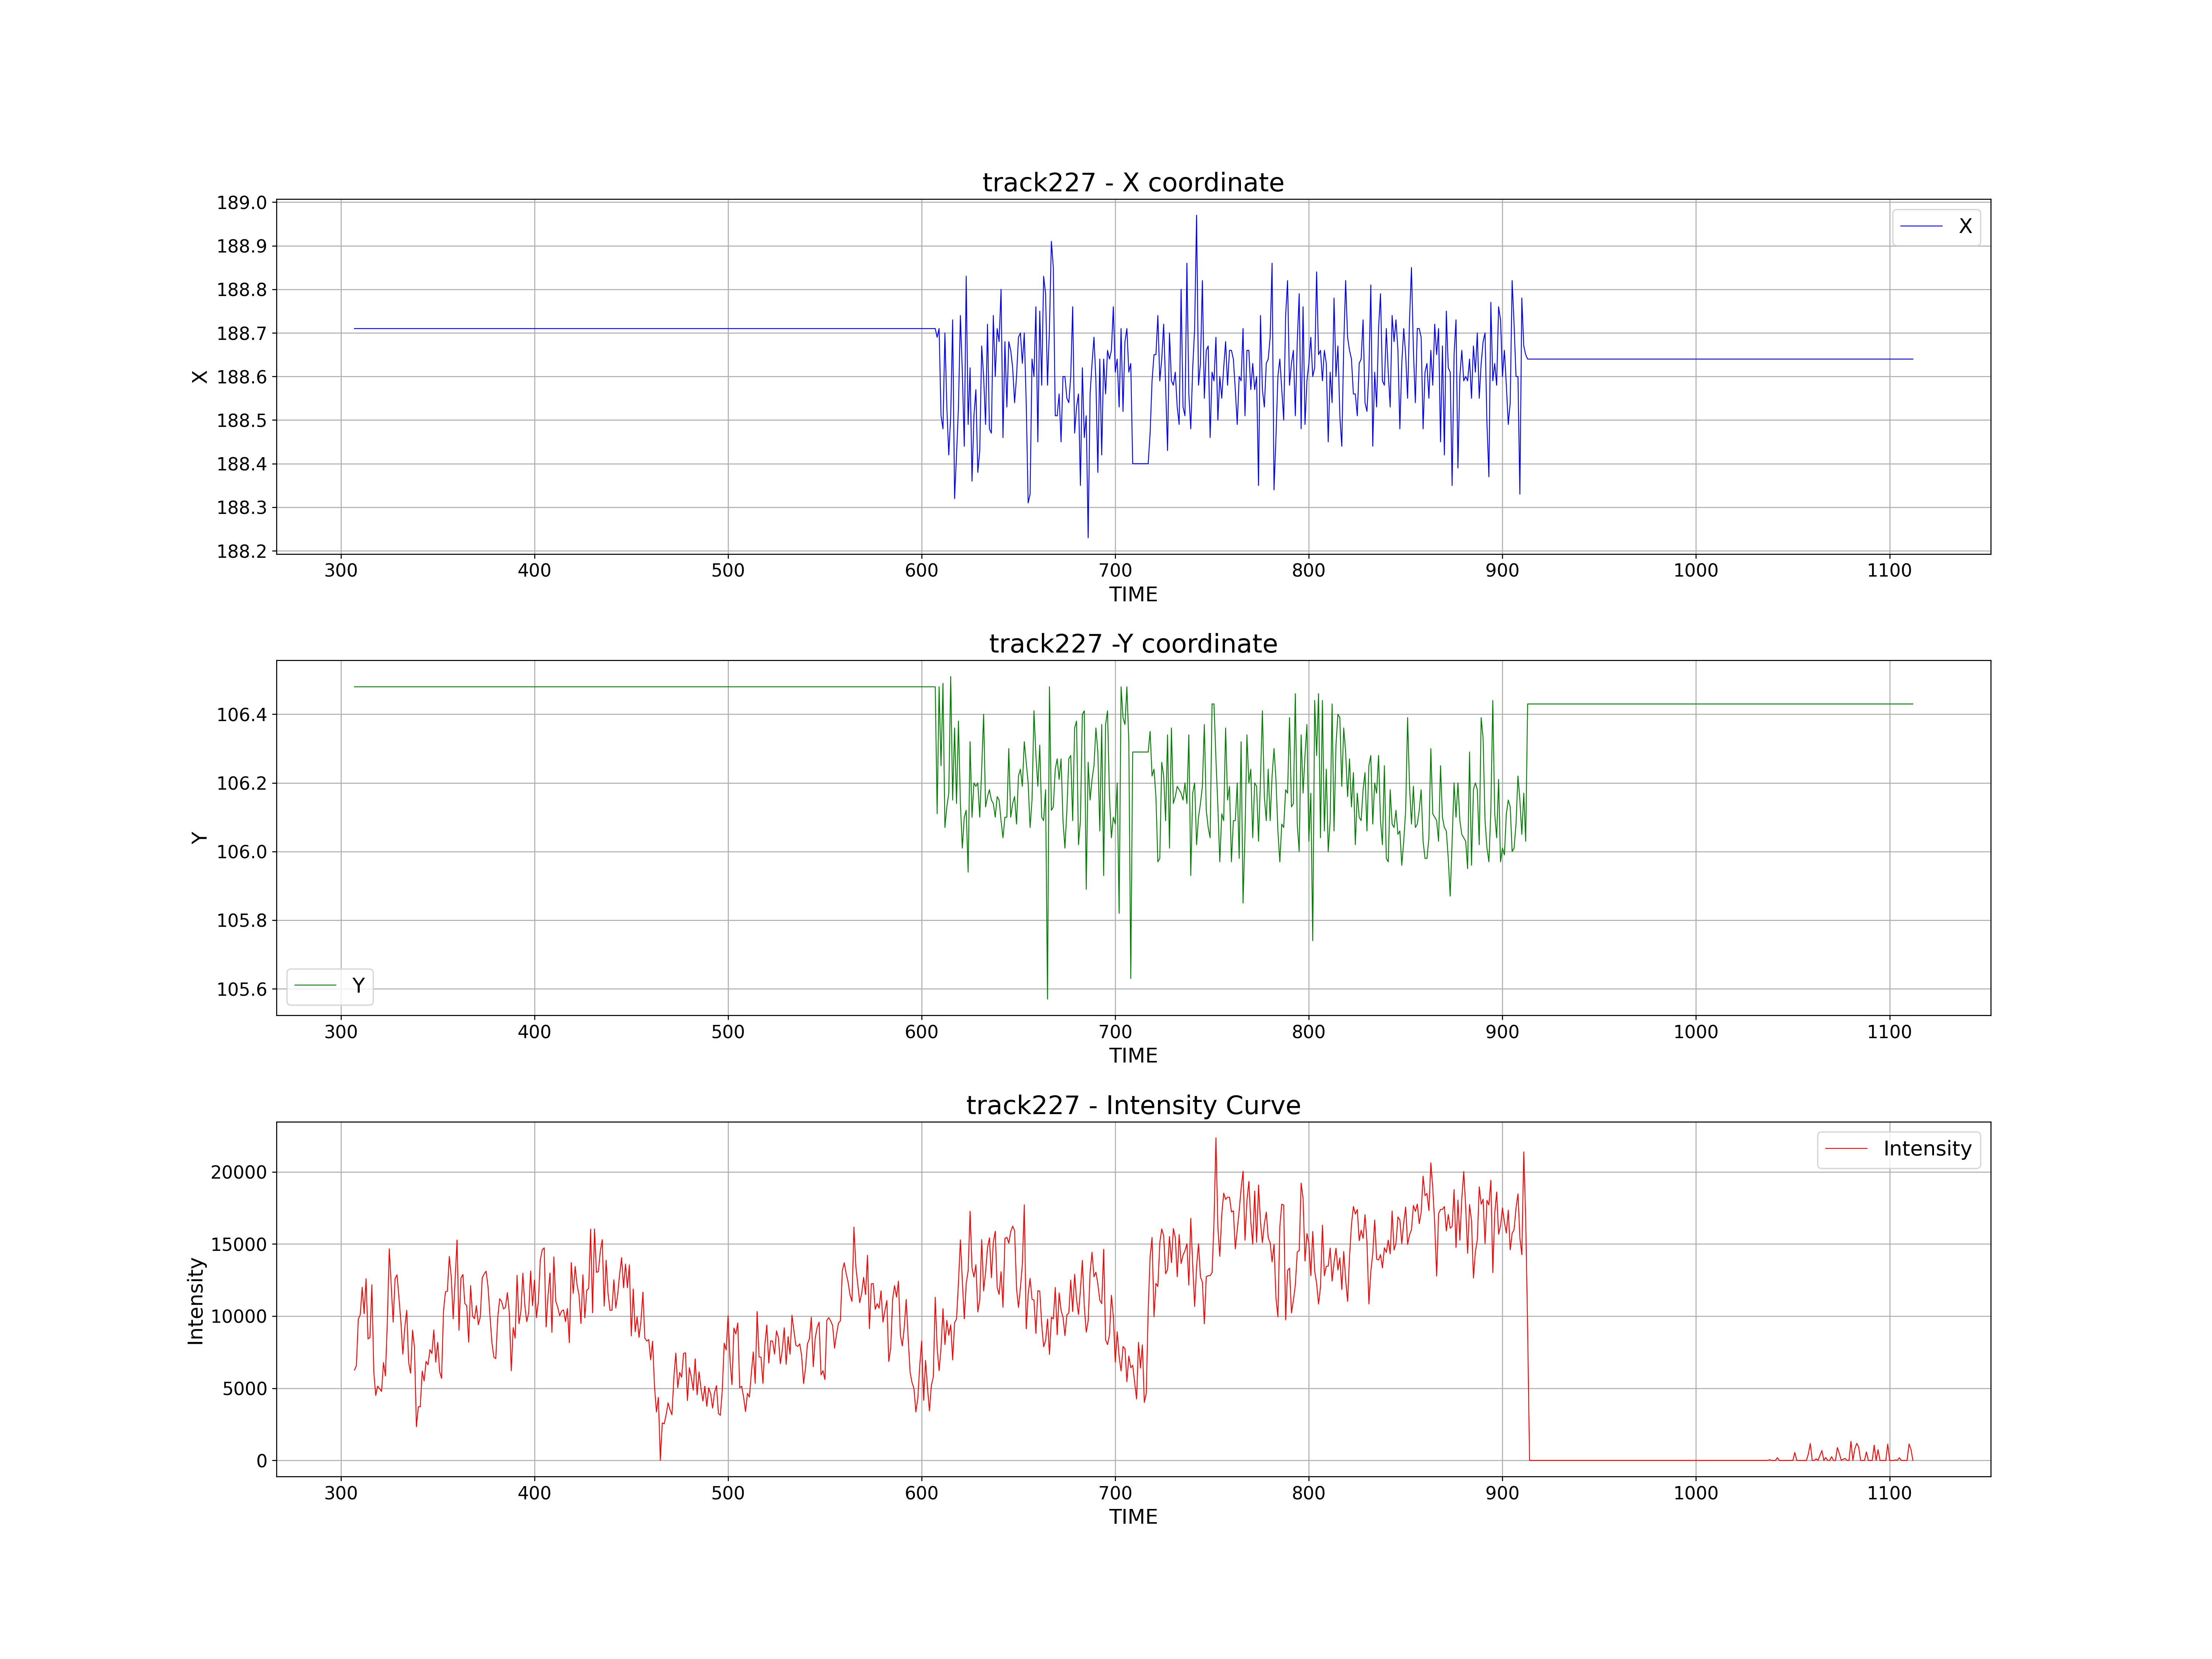 track227 - X coordinate
189.0
188.9
188.8
188.7
188.6
188.5
188.4
188.3
188.2
X
X
300 400 500 600 700 800 900 1000 1100
TIME
track227 -Y coordinate
106.4
106.2
106.0
105.8
105.6
Y
Y
300 400 500 600 700 800 900 1000 1100
TIME
track227 - Intensity Curve
20000
15000
10000
5000
0
Intensity
Intensity
300 400 500 600 700 800 900 1000 1100
TIME